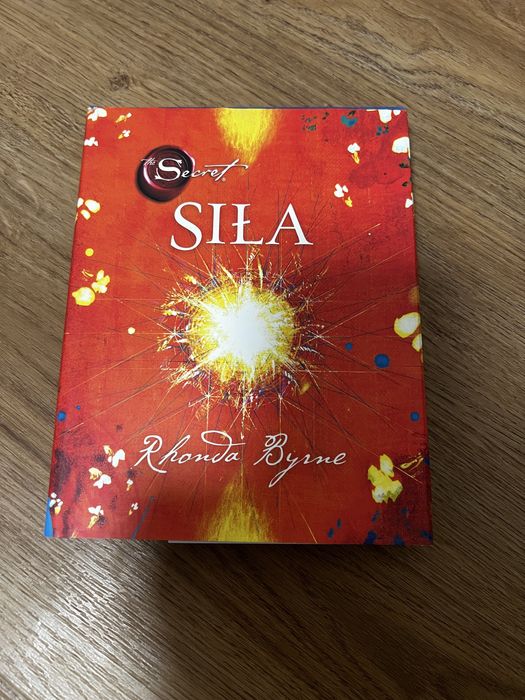 the Secret®
SIŁA
Rhonda Byrne